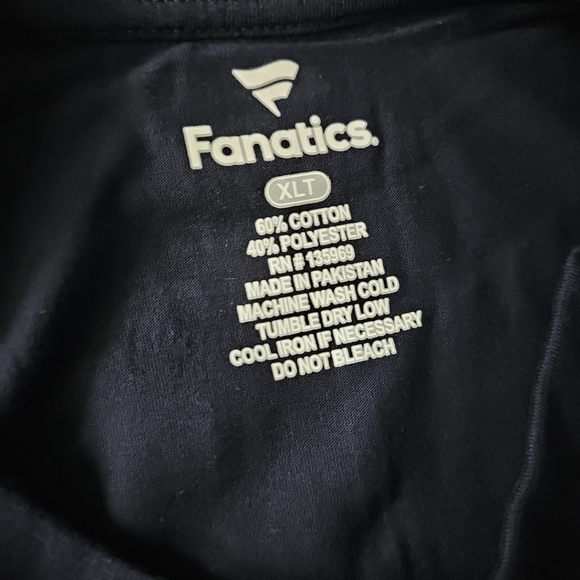 Fanatics.
XLT
60% COTTON
40% POLYESTER
RN # 135969
MADE IN PAKISTAN
MACHINE WASH COLD
TUMBLE DRY LOW
COOL IRON IF NECESSARY
DO NOT BLEACH